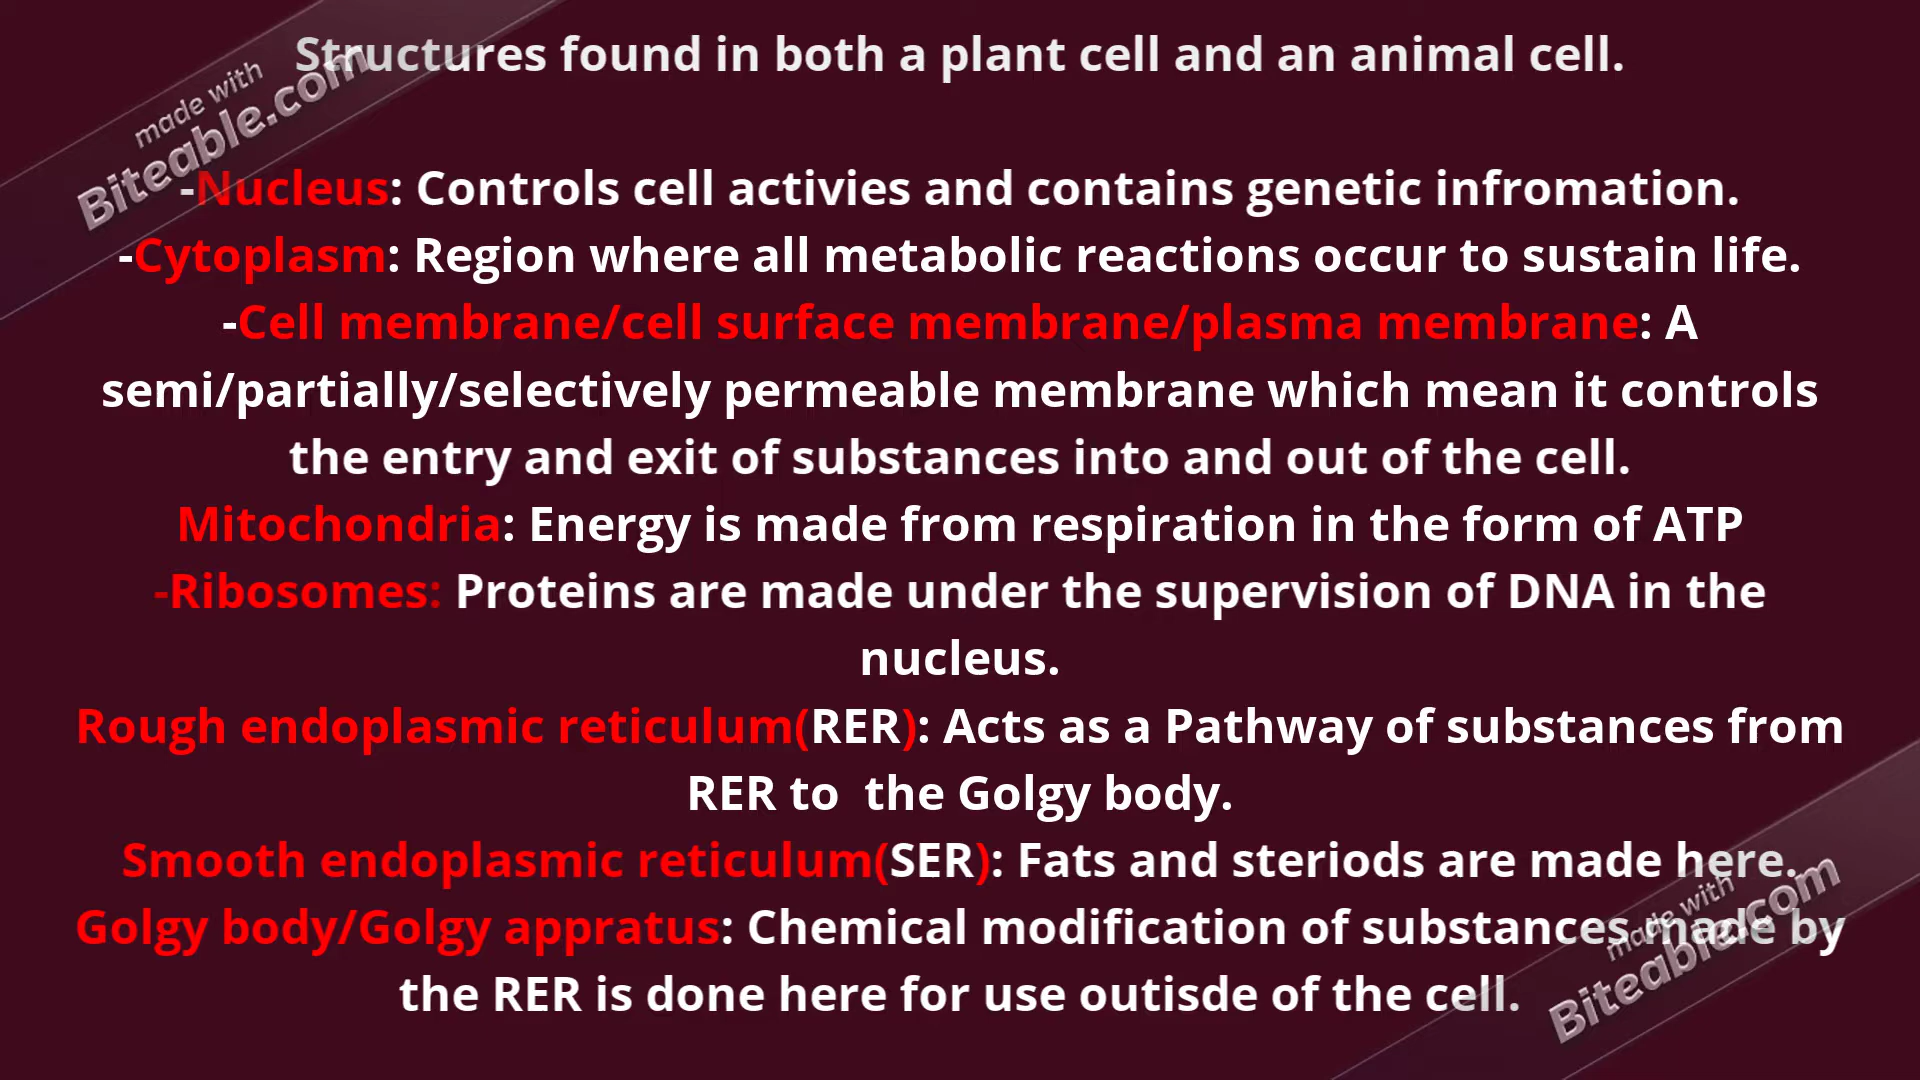 Structures found in both a plant cell and an animal cell.
made with
Biteable.com
-Nucleus: Controls cell activies and contains genetic infromation.
-Cytoplasm: Region where all metabolic reactions occur to sustain life.
-Cell membrane/cell surface membrane/plasma membrane: A
semi/partially/selectively permeable membrane which mean it controls
the entry and exit of substances into and out of the cell.
Mitochondria: Energy is made from respiration in the form of ATP
-Ribosomes: Proteins are made under the supervision of DNA in the
nucleus.
Rough endoplasmic reticulum(RER): Acts as a Pathway of substances from
RER to  the Golgy body.
Smooth endoplasmic reticulum(SER): Fats and steriods are made here.
Golgy body/Golgy appratus: Chemical modification of substances made by
the RER is done here for use outisde of the cell.
made with
Biteable.com